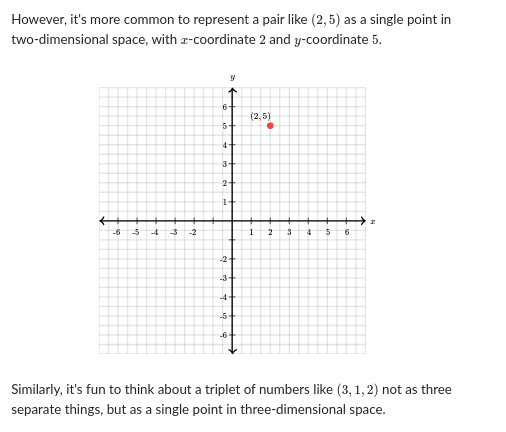 However, it's more common to represent a pair like (2, 5) as a single point in
two-dimensional space, with x-coordinate 2 and y-coordinate 5.
y
6
(2,5)
5
4
3
2
1
x
-6 -5 -4 -3 -2 1 2 3 4 5 6
-2
-3
-4
-5
-6
Similarly, it's fun to think about a triplet of numbers like (3, 1, 2) not as three
separate things, but as a single point in three-dimensional space.